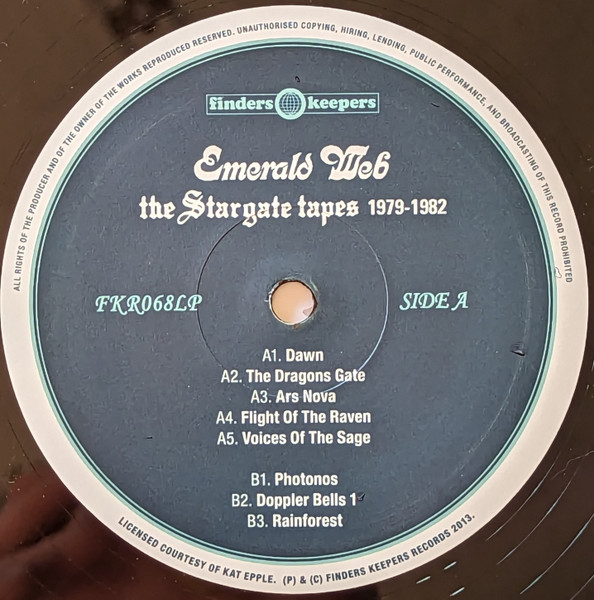 ALL RIGHTS OF THE PRODUCER AND OF THE OWNER OF THE WORKS REPRODUCED RESERVED. UNAUTHORISED COPYING, HIRING, LENDING, PUBLIC PERFORMANCE, AND BROADCASTING OF THIS RECORD PROHIBITED
finders keepers
Emerald Web
the Stargate tapes 1979-1982
FKR068LP SIDE A
A1. Dawn
A2. The Dragons Gate
A3. Ars Nova
A4. Flight Of The Raven
A5. Voices Of The Sage
B1. Photonos
B2. Doppler Bells 1
B3. Rainforest
LICENSED COURTESY OF KAT EPPLE. (P) & (C) FINDERS KEEPERS RECORDS 2013.